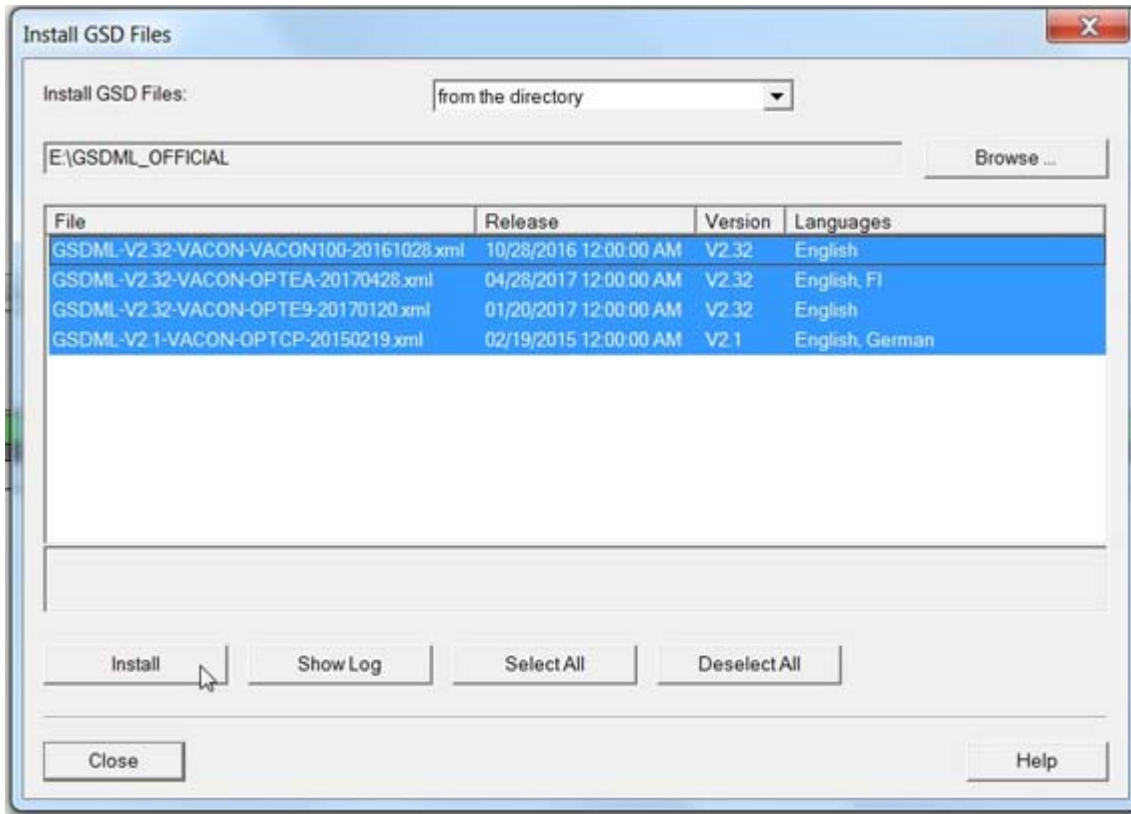 Install GSD Files
Install GSD Files: from the directory
E:\GSDML_OFFICIAL Browse ...
File Release Version Languages
GSDML-V2.32-VACON-VACON100-20161028.xml 10/28/2016 12:00:00 AM V2.32 English
GSDML-V2.32-VACON-OPTEA-20170428.xml 04/28/2017 12:00:00 AM V2.32 English, FI
GSDML-V2.32-VACON-OPTE9-20170120.xml 01/20/2017 12:00:00 AM V2.32 English
GSDML-V2.1-VACON-OPTCP-20150219.xml 02/19/2015 12:00:00 AM V2.1 English, German
Install Show Log Select All Deselect All
Close Help